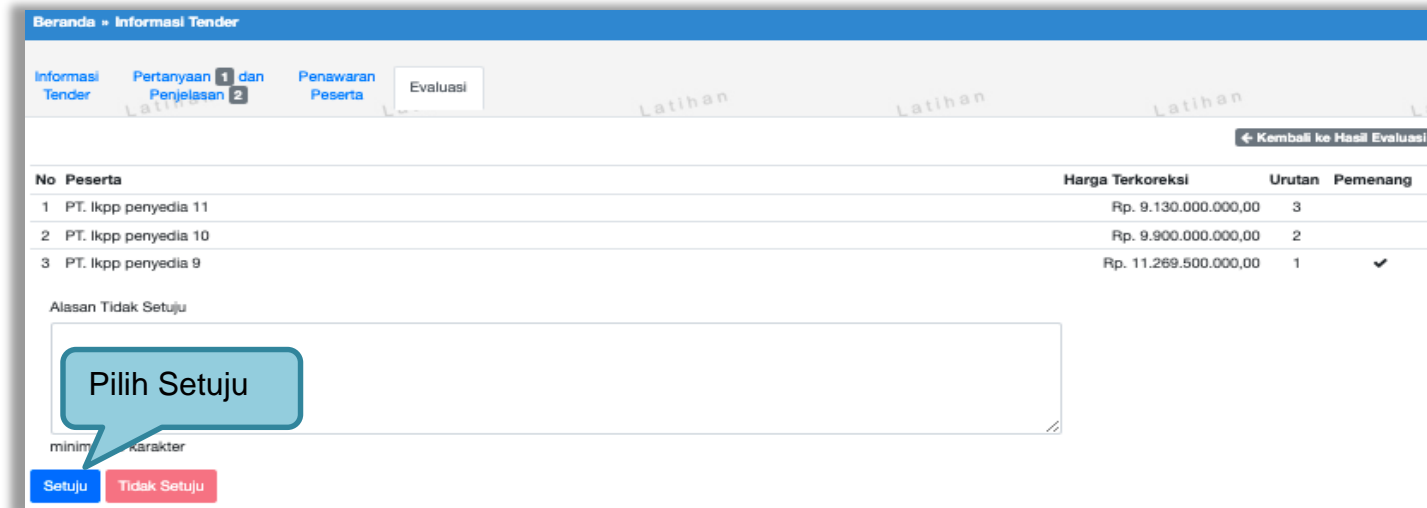 Beranda » Informasi Tender
Informasi Tender
Pertanyaan 1 dan Penjelasan 2
Penawaran Peserta
Evaluasi
Latihan Latihan Latihan Latihan
← Kembali ke Hasil Evaluasi
No Peserta Harga Terkoreksi Urutan Pemenang
1 PT. lkpp penyedia 11 Rp. 9.130.000.000,00 3
2 PT. lkpp penyedia 10 Rp. 9.900.000.000,00 2
3 PT. lkpp penyedia 9 Rp. 11.269.500.000,00 1 ✔
Alasan Tidak Setuju
Pilih Setuju
karakter
Setuju Tidak Setuju